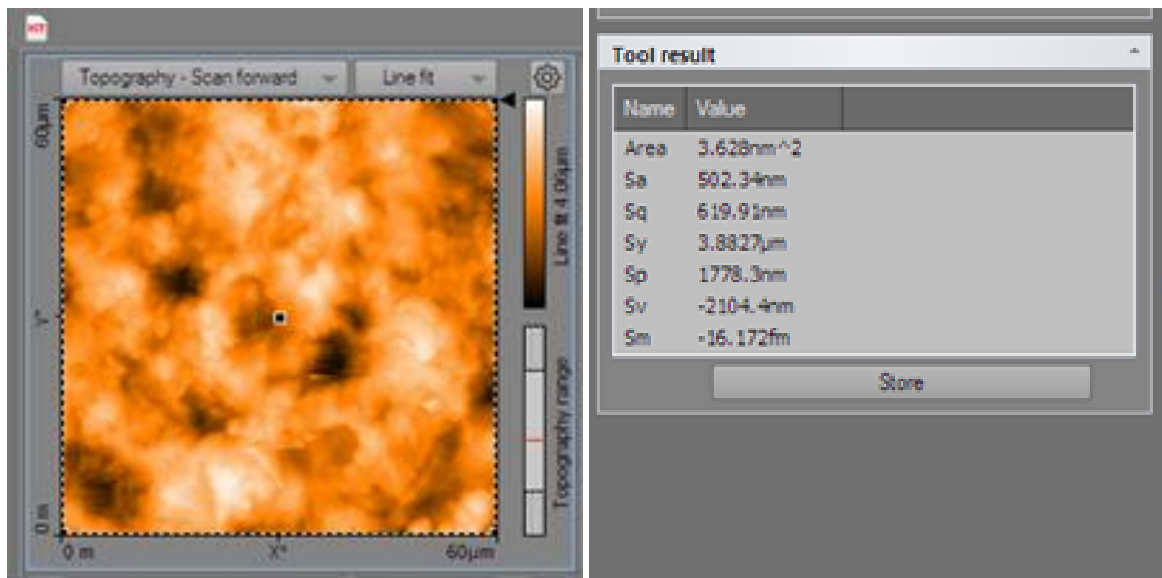 Topography - Scan forward
Line fit
60µm
Line fit 4.06µm
Y*
Topography range
0 m
0 m
X*
60µm
Tool result
Name Value
Area 3.628nm^2
Sa 502.34nm
Sq 619.91nm
Sy 3.8827µm
Sp 1778.3nm
Sv -2104.4nm
Sm -16.172fm
Store